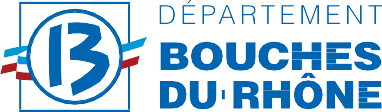 13
DÉPARTEMENT
BOUCHES
DU-RHÔNE